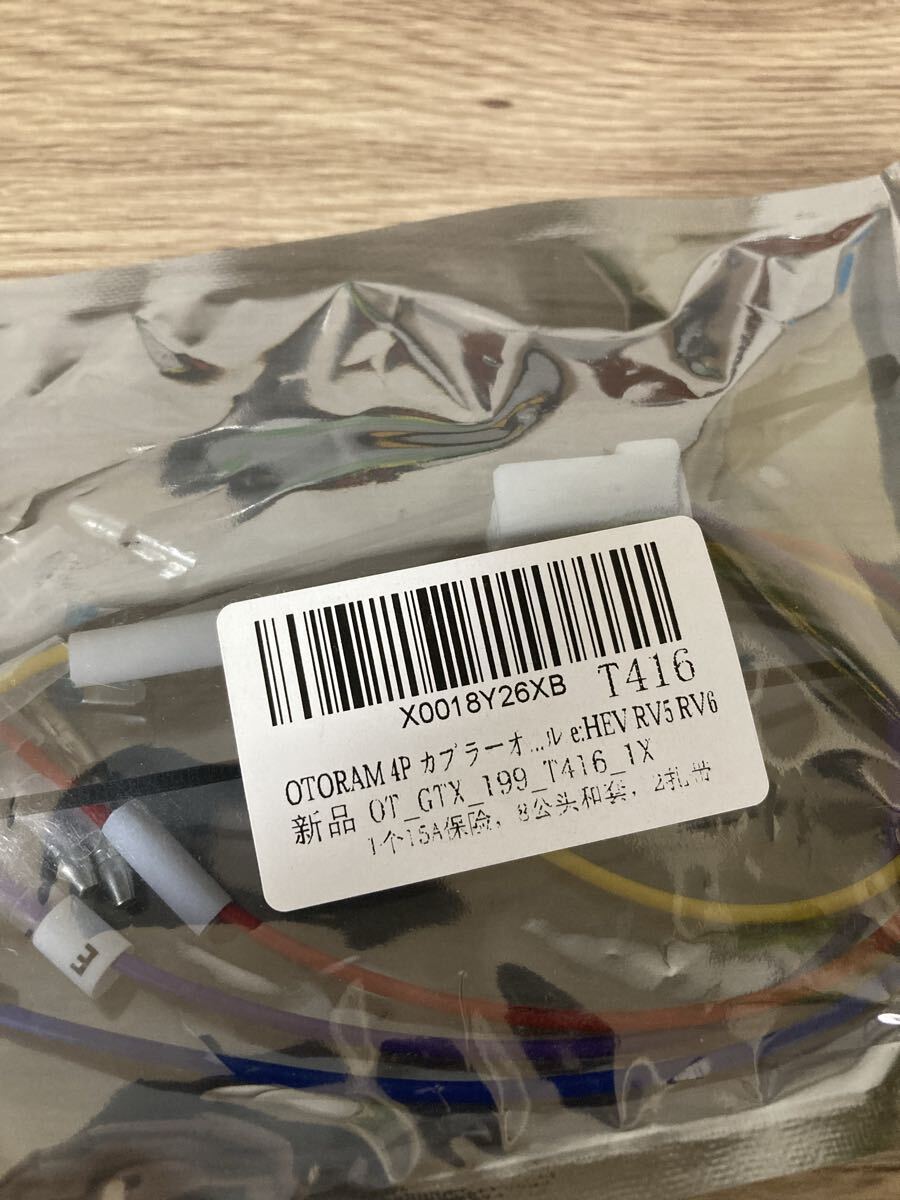 X0018Y26XB T416
OTORAM 4P カプラーオ...ル e:HEV RV5 RV6
新品 OT_GTX_199_T416_1X
1个15A保险，8公头和套，2扎带
E